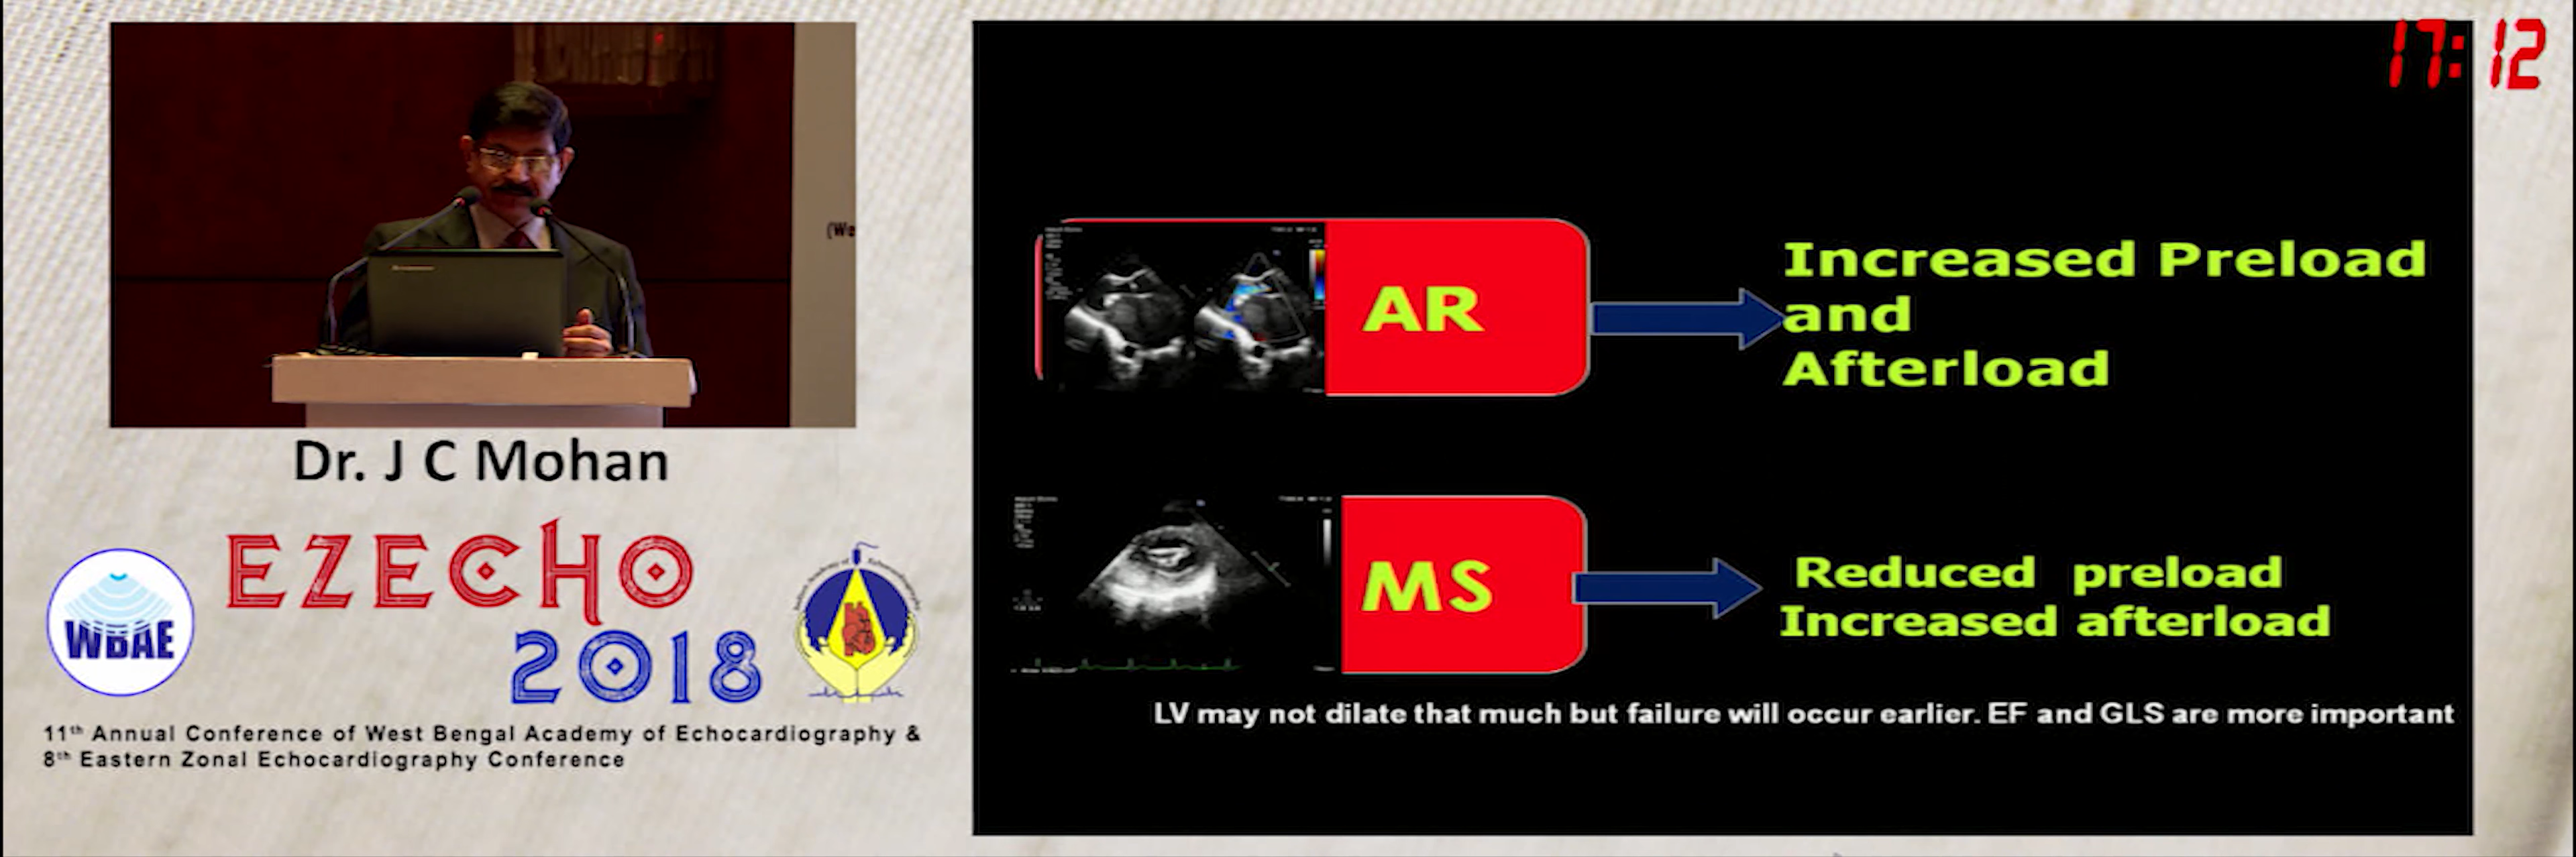 17:12
(We
Dr. J C Mohan
EZECHO
2018
WBAE
11th Annual Conference of West Bengal Academy of Echocardiography &
8th Eastern Zonal Echocardiography Conference
AR
Increased Preload
and
Afterload
MS
Reduced preload
Increased afterload
LV may not dilate that much but failure will occur earlier. EF and GLS are more important